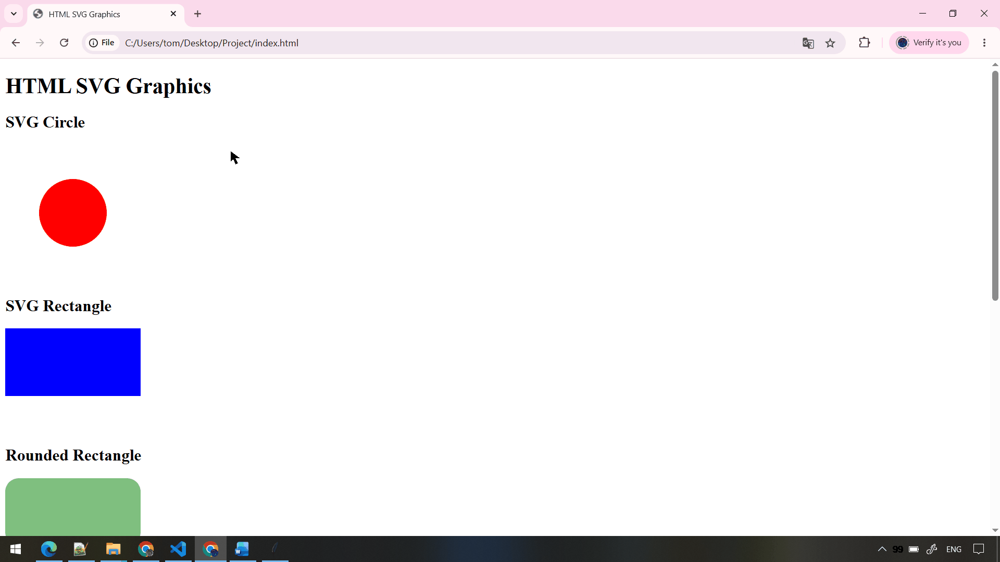 HTML SVG Graphics
File
C:/Users/tom/Desktop/Project/index.html
Verify it's you
HTML SVG Graphics
SVG Circle
SVG Rectangle
Rounded Rectangle
99
ENG